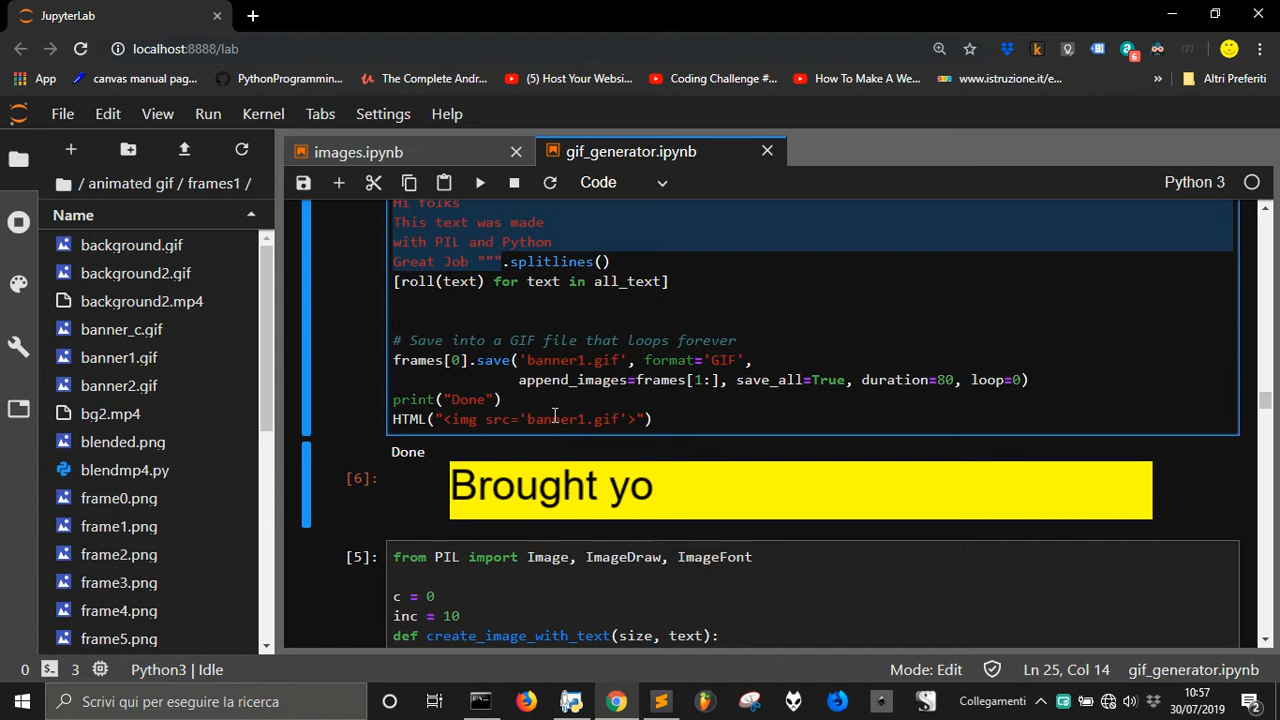 JupyterLab
localhost:8888/lab
6
App
canvas manual pag...
PythonProgrammin...
The Complete Andr...
(5) Host Your Websi...
Coding Challenge #...
How To Make A We...
www.istruzione.it/e...
»
Altri Preferiti
File Edit View Run Kernel Tabs Settings Help
images.ipynb
gif_generator.ipynb
/ animated gif / frames1 /
Code
Python 3
Name
background.gif
background2.gif
background2.mp4
banner_c.gif
banner1.gif
banner2.gif
bg2.mp4
blended.png
blendmp4.py
frame0.png
frame1.png
frame2.png
frame3.png
frame4.png
frame5.png
Hi folks
This text was made
with PIL and Python
Great Job """.splitlines()
[roll(text) for text in all_text]
# Save into a GIF file that loops forever
frames[0].save('banner1.gif', format='GIF',
append_images=frames[1:], save_all=True, duration=80, loop=0)
print("Done")
HTML("<img src='banner1.gif'>")
Done
[6]:
Brought yo
[5]:
from PIL import Image, ImageDraw, ImageFont
c = 0
inc = 10
def create_image_with_text(size, text):
0
3
Python3 | Idle
Mode: Edit
Ln 25, Col 14
gif_generator.ipynb
Scrivi qui per eseguire la ricerca
Collegamenti
10:57
30/07/2019
2